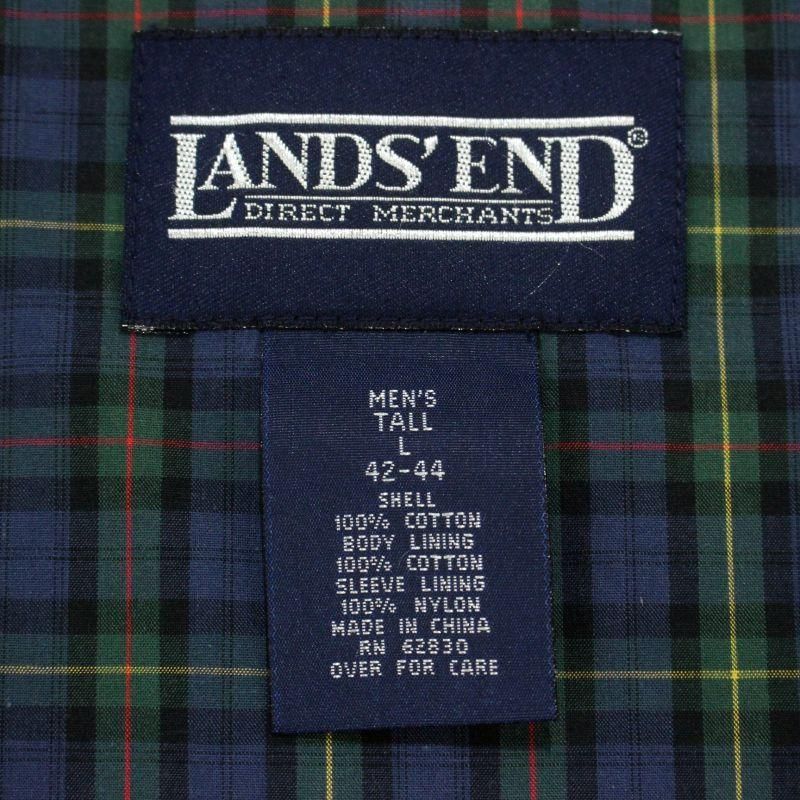 LANDS' END®
DIRECT MERCHANTS
MEN'S
TALL
L
42-44
SHELL
100% COTTON
BODY LINING
100% COTTON
SLEEVE LINING
100% NYLON
MADE IN CHINA
RN 62830
OVER FOR CARE